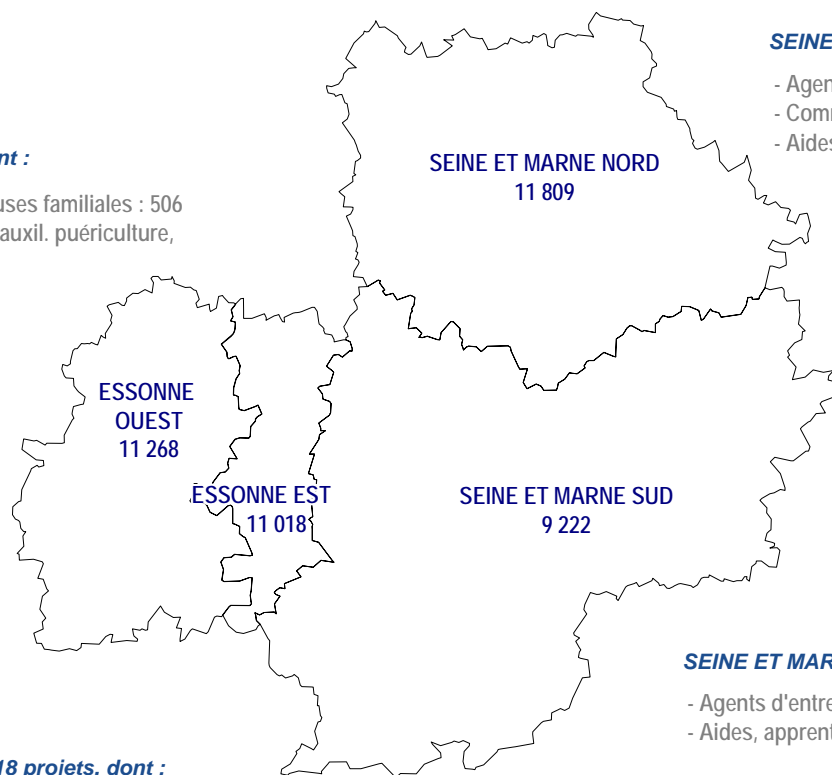 SEINE
- Agen
- Comm
- Aides
nt :
uses familiales : 506
auxil. puériculture,
SEINE ET MARNE NORD
11 809
ESSONNE
OUEST
11 268
ESSONNE EST
11 018
SEINE ET MARNE SUD
9 222
SEINE ET MAR
- Agents d'entre
- Aides, apprent
18 projets, dont :